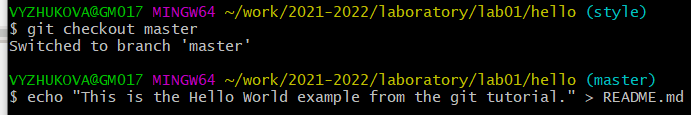 VYZHUKOVA@GM017 MINGW64 ~/work/2021-2022/laboratory/lab01/hello (style)
$ git checkout master
Switched to branch 'master'
VYZHUKOVA@GM017 MINGW64 ~/work/2021-2022/laboratory/lab01/hello (master)
$ echo "This is the Hello World example from the git tutorial." > README.md